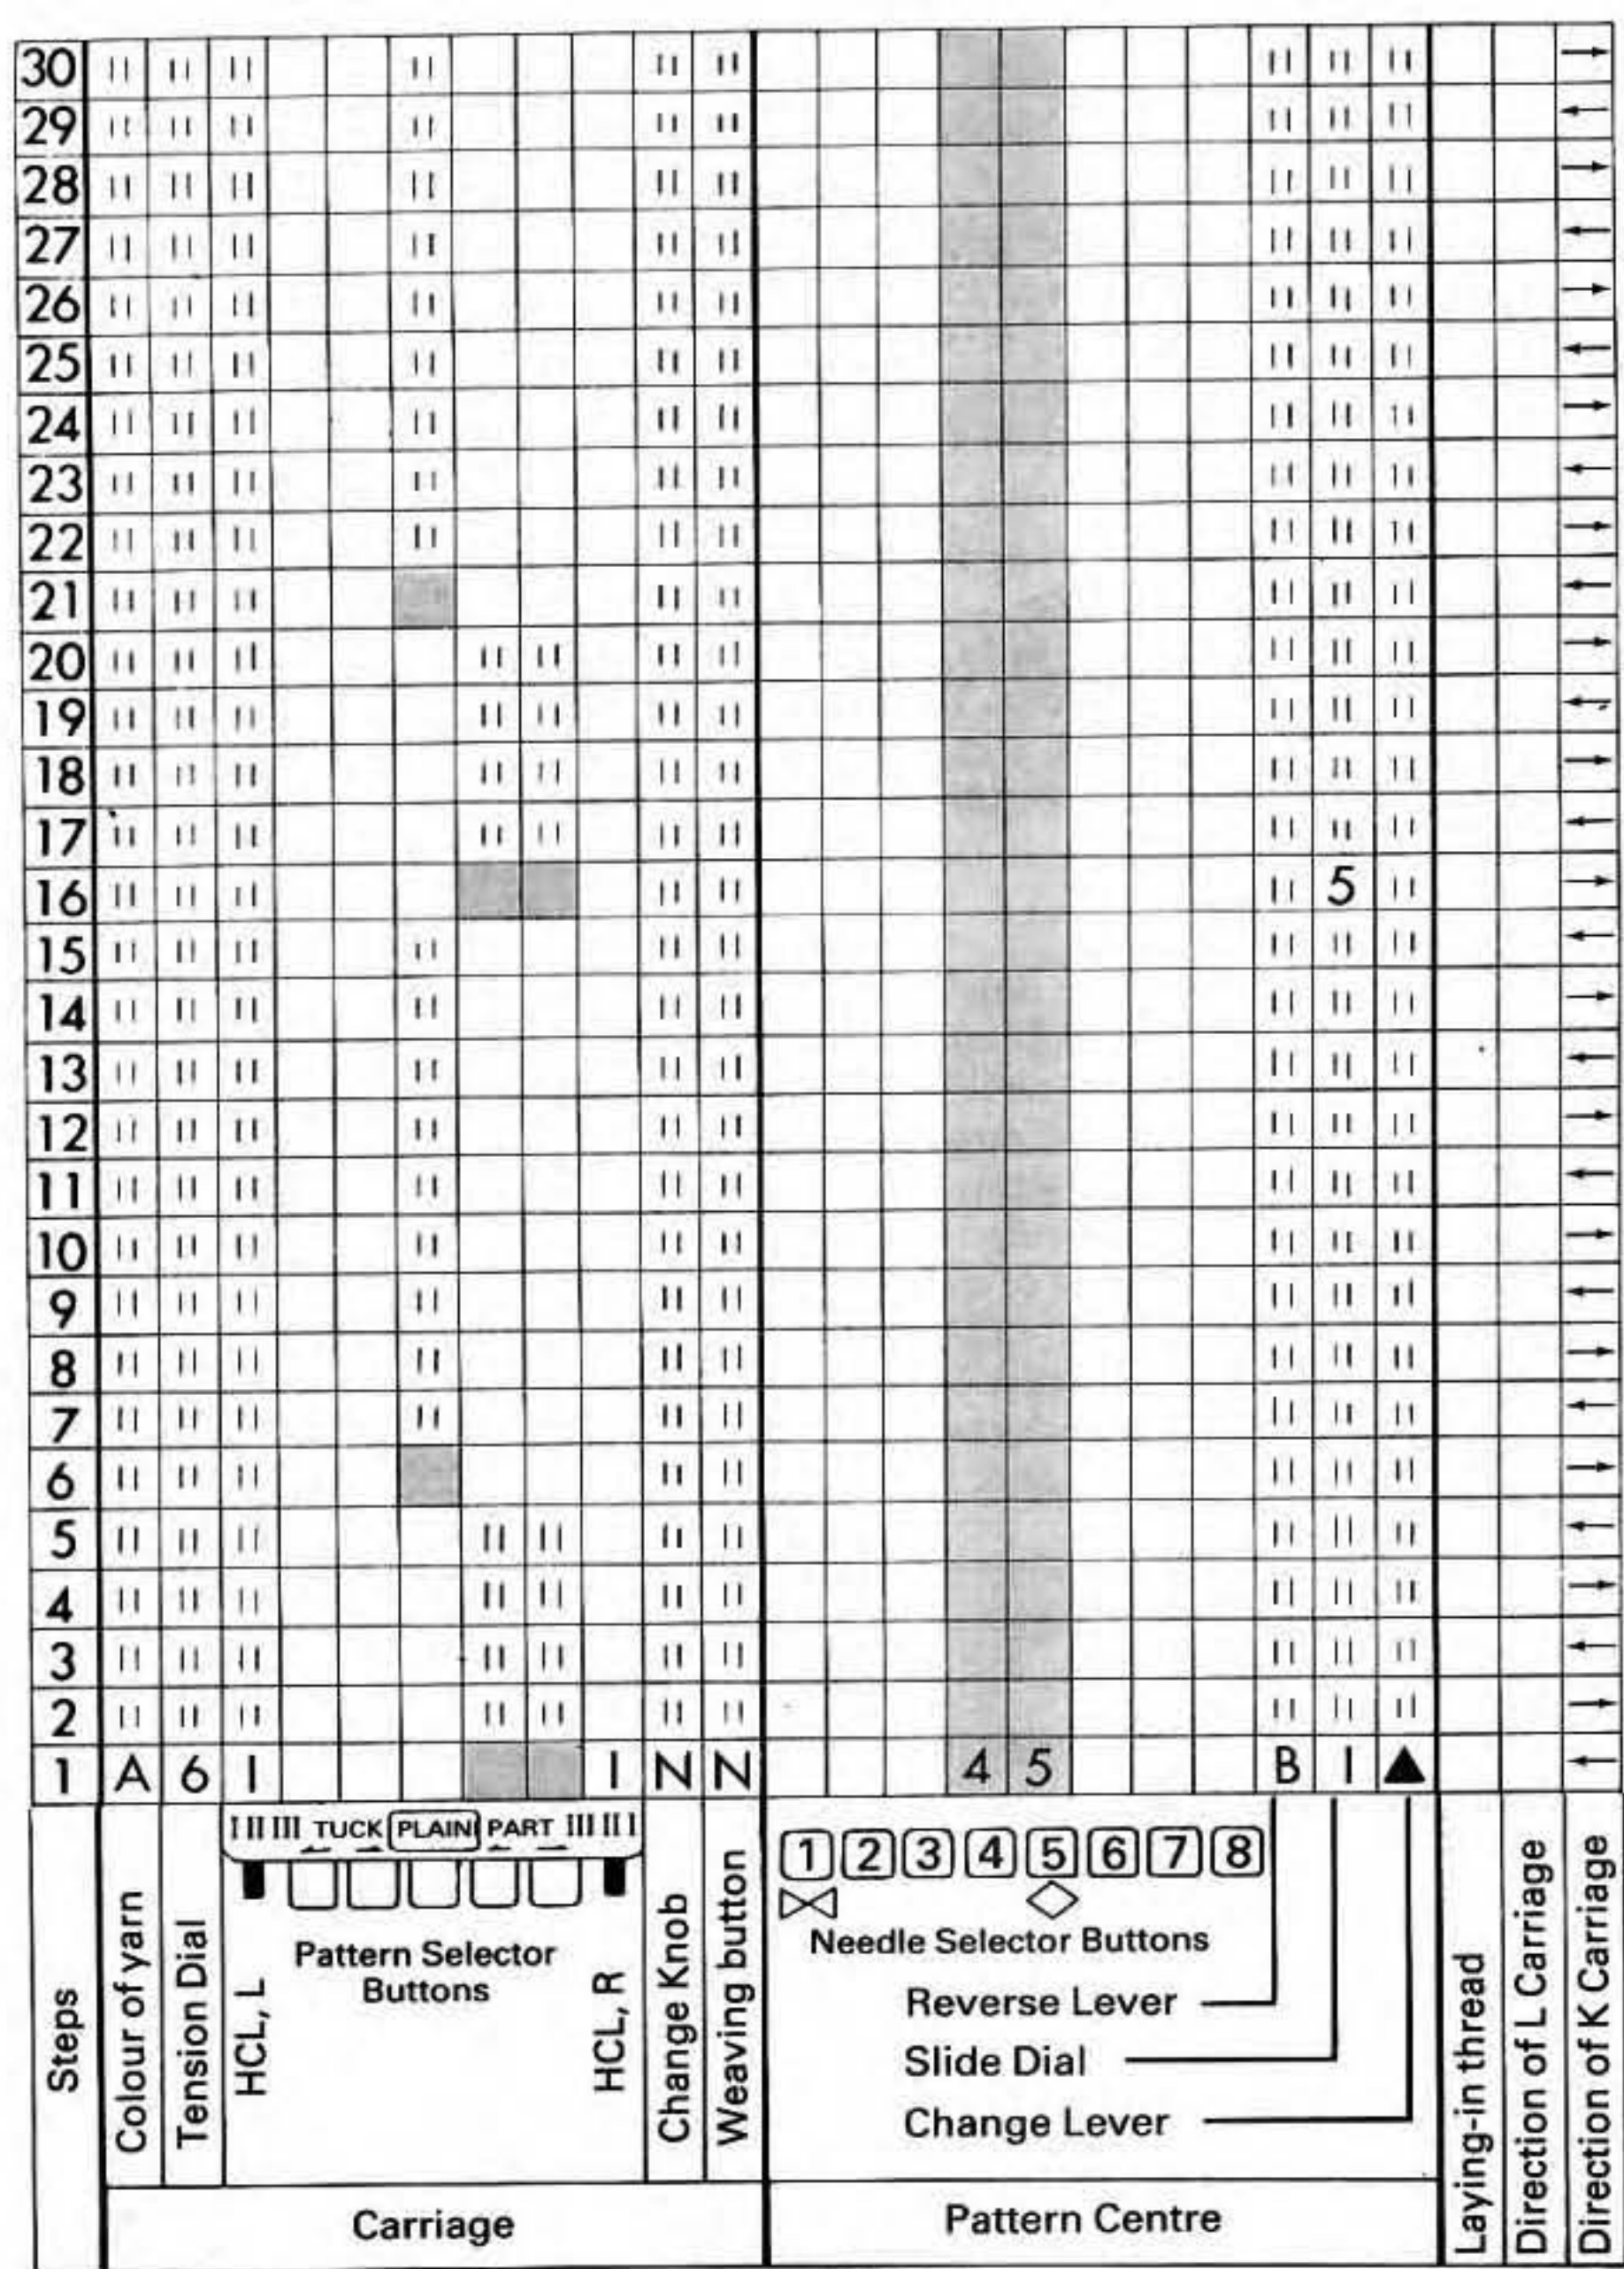 30 " " " " " " " " " →
29 " " " " " " " " " ←
28 " " " " " " " " " →
27 " " " " " " " " " ←
26 " " " " " " " " " →
25 " " " " " " " " " ←
24 " " " " " " " " " →
23 " " " " " " " " " ←
22 " " " " " " " " " →
21 " " " " " " " " ←
20 " " " " " " " " " " →
19 " " " " " " " " " " ←
18 " " " " " " " " " " →
17 " " " " " " " " " " ←
16 " " " " " " 5 " →
15 " " " " " " " " " ←
14 " " " " " " " " " →
13 " " " " " " " " " ←
12 " " " " " " " " " →
11 " " " " " " " " " ←
10 " " " " " " " " " →
9 " " " " " " " " " ←
8 " " " " " " " " " →
7 " " " " " " " " " ←
6 " " " " " " " " →
5 " " " " " " " " " " ←
4 " " " " " " " " " " →
3 " " " " " " " " " " ←
2 " " " " " " " " " " →
1 A 6 I I N N 4 5 B I ▲ ←
Steps
Colour of yarn
Tension Dial
I II III TUCK PLAIN PART III II I
HCL, L
Pattern Selector
Buttons
HCL, R
Change Knob
Weaving button
1 2 3 4 5 6 7 8
Needle Selector Buttons
Reverse Lever
Slide Dial
Change Lever
Laying-in thread
Direction of L Carriage
Direction of K Carriage
Carriage
Pattern Centre